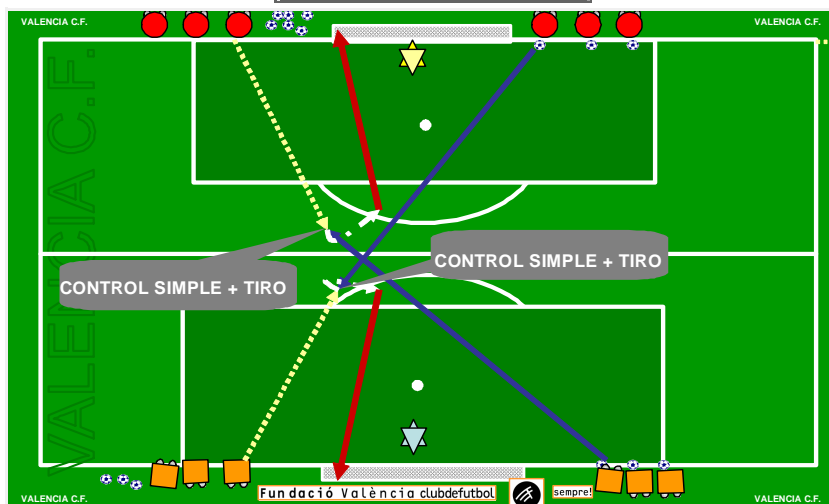 VALENCIA C.F.
VALENCIA C.F.
VALENCIA C.F.
CONTROL SIMPLE + TIRO
CONTROL SIMPLE + TIRO
Fundació València clubdefutbol
sempre!
VALENCIA C.F.
VALENCIA C.F.